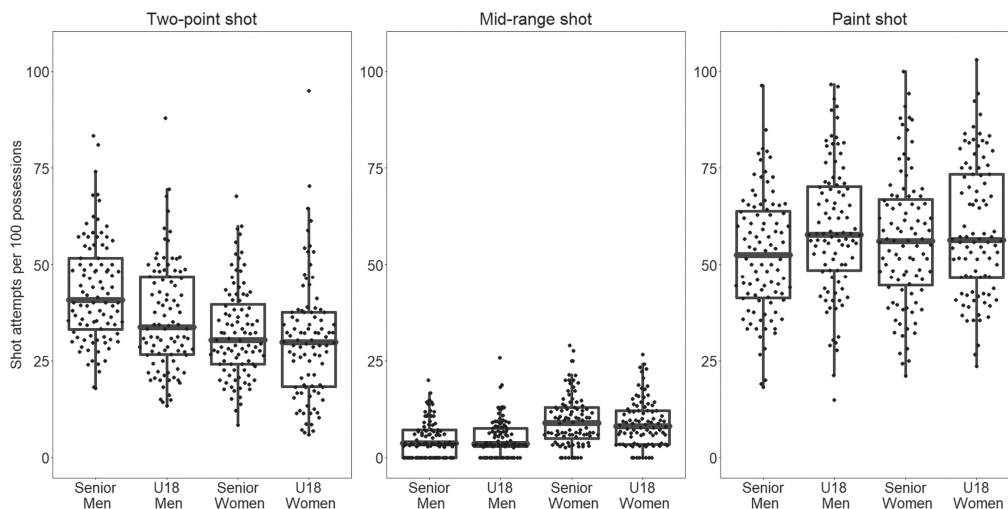 Two-point shot
Mid-range shot
Paint shot
Shot attempts per 100 possessions
100
75
50
25
0
100
75
50
25
0
100
75
50
25
0
Senior
Men
U18
Men
Senior
Women
U18
Women
Senior
Men
U18
Men
Senior
Women
U18
Women
Senior
Men
U18
Men
Senior
Women
U18
Women